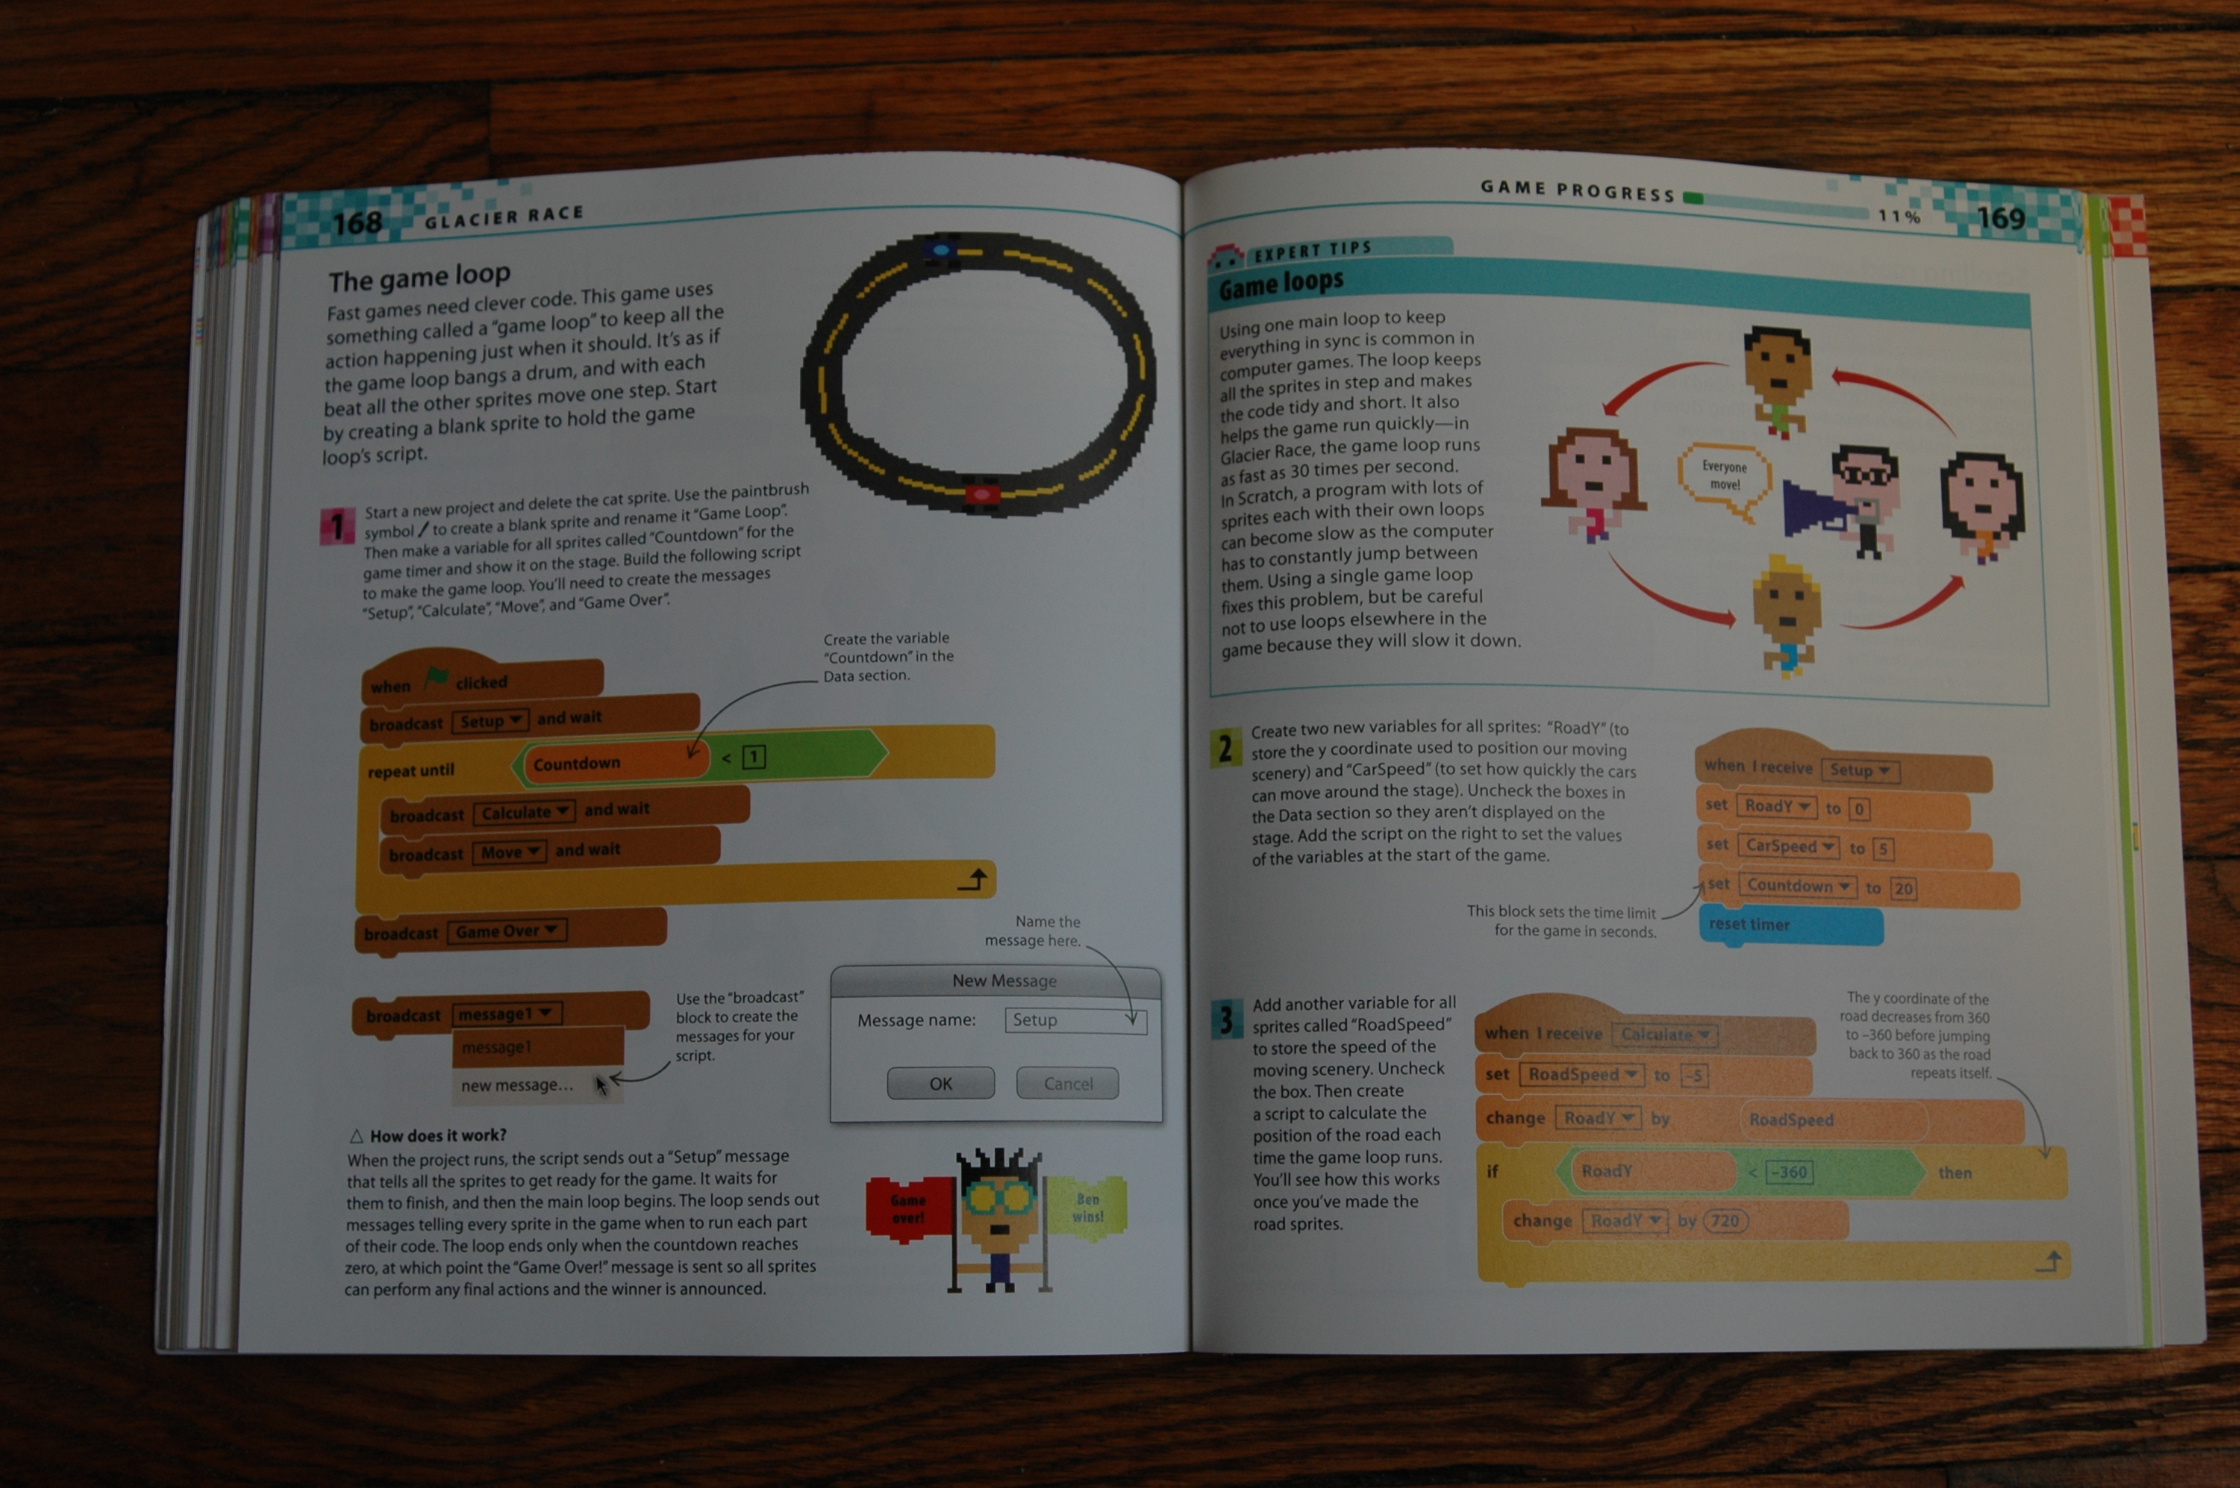 168 GLACIER RACE
The game loop
Fast games need clever code. This game uses
something called a “game loop” to keep all the
action happening just when it should. It’s as if
the game loop bangs a drum, and with each
beat all the other sprites move one step. Start
by creating a blank sprite to hold the game
loop’s script.
1
Start a new project and delete the cat sprite. Use the paintbrush
symbol / to create a blank sprite and rename it “Game Loop”.
Then make a variable for all sprites called “Countdown” for the
game timer and show it on the stage. Build the following script
to make the game loop. You’ll need to create the messages
“Setup”, “Calculate”, “Move”, and “Game Over”.
Create the variable
“Countdown” in the
Data section.
when clicked
broadcast Setup ▼ and wait
repeat until Countdown < 1
broadcast Calculate ▼ and wait
broadcast Move ▼ and wait
broadcast Game Over ▼
Name the
message here.
broadcast message1 ▼
message1
new message...
Use the “broadcast”
block to create the
messages for your
script.
New Message
Message name: Setup
OK Cancel
△ How does it work?
When the project runs, the script sends out a “Setup” message
that tells all the sprites to get ready for the game. It waits for
them to finish, and then the main loop begins. The loop sends out
messages telling every sprite in the game when to run each part
of their code. The loop ends only when the countdown reaches
zero, at which point the “Game Over!” message is sent so all sprites
can perform any final actions and the winner is announced.
Game
over!
Ben
wins!
GAME PROGRESS 11% 169
EXPERT TIPS
Game loops
Using one main loop to keep
everything in sync is common in
computer games. The loop keeps
all the sprites in step and makes
the code tidy and short. It also
helps the game run quickly—in
Glacier Race, the game loop runs
as fast as 30 times per second.
In Scratch, a program with lots of
sprites each with their own loops
can become slow as the computer
has to constantly jump between
them. Using a single game loop
fixes this problem, but be careful
not to use loops elsewhere in the
game because they will slow it down.
Everyone
move!
2
Create two new variables for all sprites: “RoadY” (to
store the y coordinate used to position our moving
scenery) and “CarSpeed” (to set how quickly the cars
can move around the stage). Uncheck the boxes in
the Data section so they aren’t displayed on the
stage. Add the script on the right to set the values
of the variables at the start of the game.
when I receive Setup ▼
set RoadY ▼ to 0
set CarSpeed ▼ to 5
set Countdown ▼ to 20
reset timer
This block sets the time limit
for the game in seconds.
3
Add another variable for all
sprites called “RoadSpeed”
to store the speed of the
moving scenery. Uncheck
the box. Then create
a script to calculate the
position of the road each
time the game loop runs.
You’ll see how this works
once you’ve made the
road sprites.
when I receive Calculate ▼
set RoadSpeed ▼ to -5
change RoadY ▼ by RoadSpeed
if RoadY < -360 then
change RoadY ▼ by 720
The y coordinate of the
road decreases from 360
to –360 before jumping
back to 360 as the road
repeats itself.